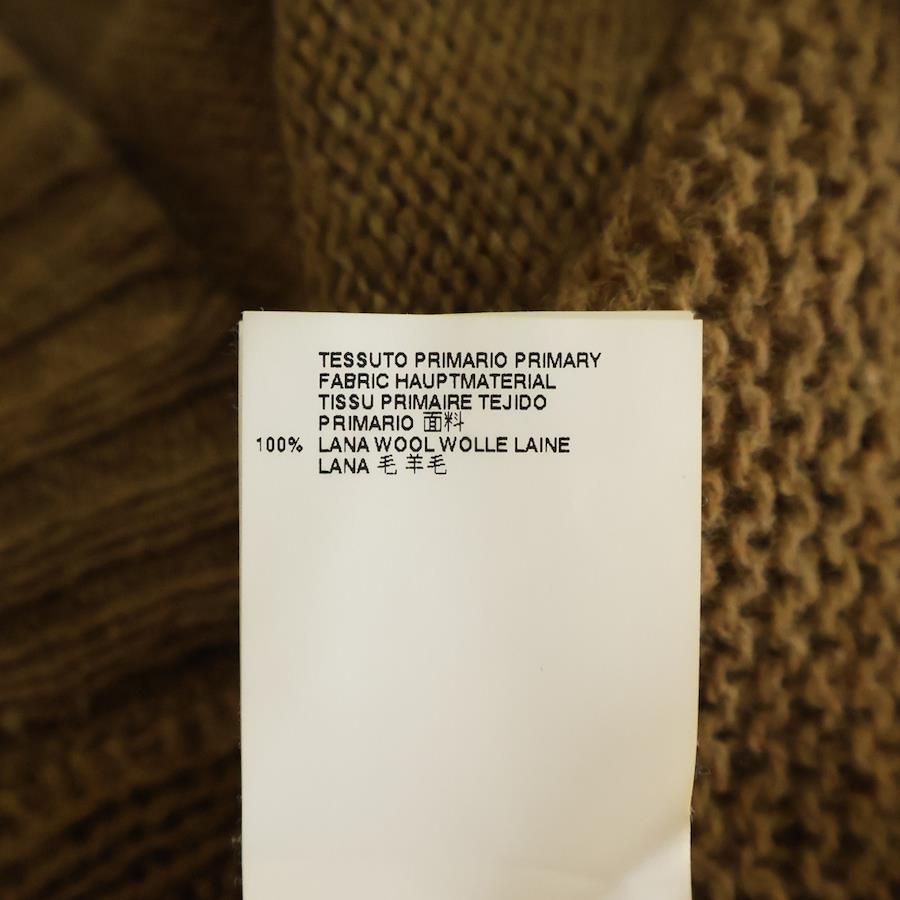 TESSUTO PRIMARIO PRIMARY
FABRIC HAUPTMATERIAL
TISSU PRIMAIRE TEJIDO
PRIMARIO 面料
100% LANA WOOL WOLLE LAINE
LANA 毛 羊毛